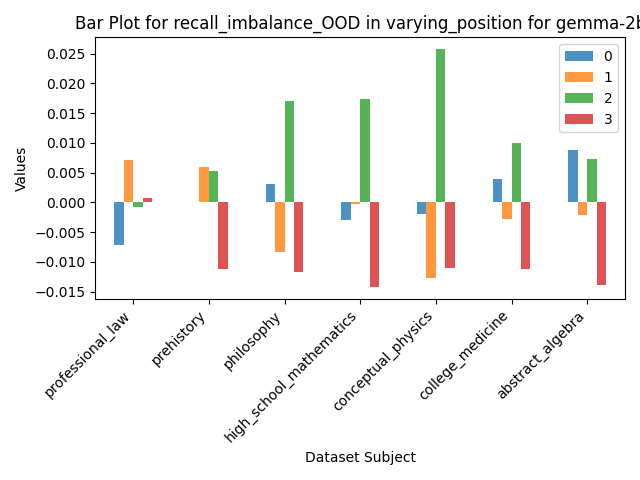 Bar Plot for recall_imbalance_OOD in varying_position for gemma-2b
0
1
2
3
Values
0.025
0.020
0.015
0.010
0.005
0.000
−0.005
−0.010
−0.015
professional_law
prehistory
philosophy
high_school_mathematics
conceptual_physics
college_medicine
abstract_algebra
Dataset Subject